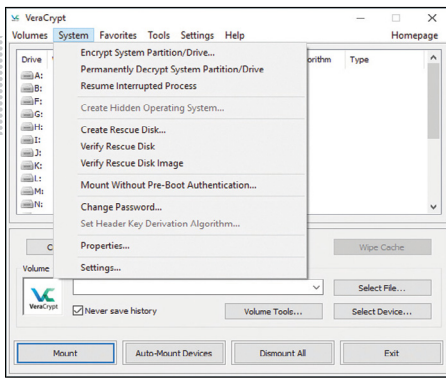 VeraCrypt
Volumes System Favorites Tools Settings Help Homepage
Drive
orithm
Type
A:
B:
F:
G:
H:
I:
J:
K:
L:
M:
N:
Encrypt System Partition/Drive...
Permanently Decrypt System Partition/Drive
Resume Interrupted Process
Create Hidden Operating System...
Create Rescue Disk...
Verify Rescue Disk
Verify Rescue Disk Image
Mount Without Pre-Boot Authentication...
Change Password...
Set Header Key Derivation Algorithm...
Properties...
Settings...
C
Wipe Cache
Volume
Select File...
VeraCrypt
Never save history
Volume Tools...
Select Device...
Mount
Auto-Mount Devices
Dismount All
Exit